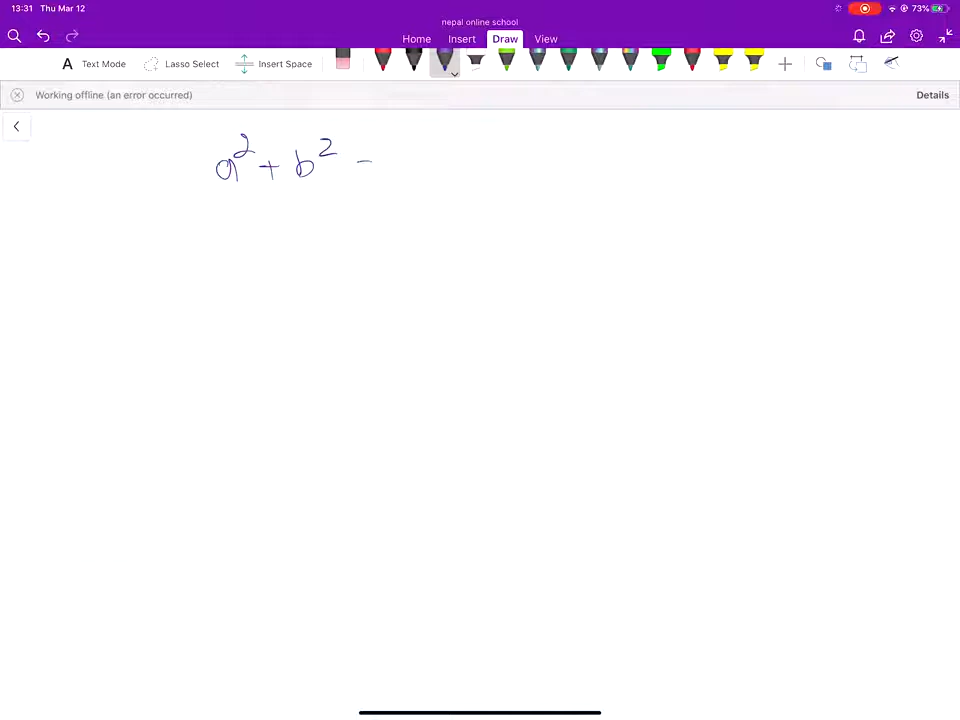 13:31 Thu Mar 12 73%
nepal online school
Home Insert Draw View
A Text Mode Lasso Select Insert Space
Working offline (an error occurred) Details
a² + b² -